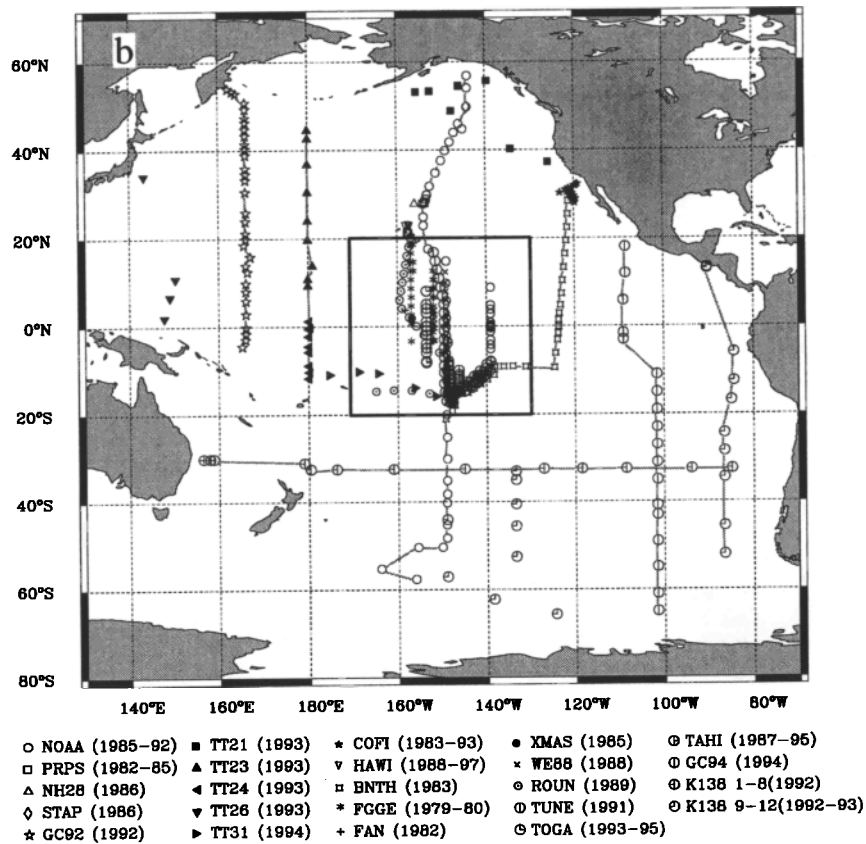 b
60°N
40°N
20°N
0°N
20°S
40°S
60°S
80°S
140°E 160°E 180°E 160°W 140°W 120°W 100°W 80°W
NOAA (1985-92) TT21 (1993) COFI (1983-93) XMAS (1985) TAHI (1987-95)
PRPS (1982-85) TT23 (1993) HAWI (1988-97) WE88 (1988) GC94 (1994)
NH28 (1986) TT24 (1993) BNTH (1983) ROUN (1989) K138 1-8(1992)
STAP (1986) TT26 (1993) FGGE (1979-80) TUNE (1991) K138 9-12(1992-93)
GC92 (1992) TT31 (1994) FAN (1982) TOGA (1993-95)